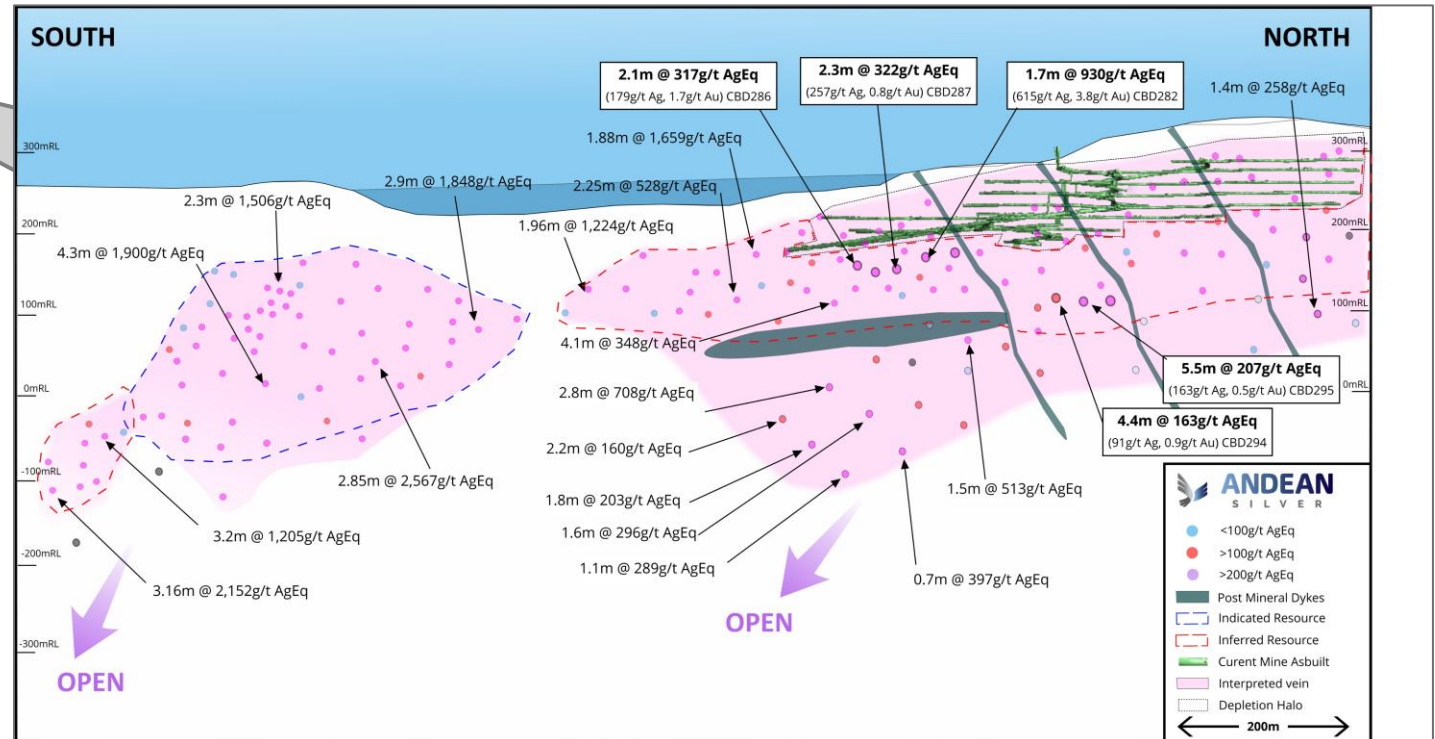 SOUTH
NORTH
2.1m @ 317g/t AgEq
(179g/t Ag, 1.7g/t Au) CBD286
2.3m @ 322g/t AgEq
(257g/t Ag, 0.8g/t Au) CBD287
1.7m @ 930g/t AgEq
(615g/t Ag, 3.8g/t Au) CBD282
1.4m @ 258g/t AgEq
1.88m @ 1,659g/t AgEq
300mRL
300mRL
2.9m @ 1,848g/t AgEq
2.25m @ 528g/t AgEq
2.3m @ 1,506g/t AgEq
1.96m @ 1,224g/t AgEq
200mRL
200mRL
4.3m @ 1,900g/t AgEq
100mRL
100mRL
4.1m @ 348g/t AgEq
5.5m @ 207g/t AgEq
(163g/t Ag, 0.5g/t Au) CBD295
0mRL
0mRL
2.8m @ 708g/t AgEq
4.4m @ 163g/t AgEq
(91g/t Ag, 0.9g/t Au) CBD294
2.2m @ 160g/t AgEq
-100mRL
2.85m @ 2,567g/t AgEq
1.8m @ 203g/t AgEq
1.5m @ 513g/t AgEq
3.2m @ 1,205g/t AgEq
1.6m @ 296g/t AgEq
-200mRL
1.1m @ 289g/t AgEq
0.7m @ 397g/t AgEq
3.16m @ 2,152g/t AgEq
OPEN
-300mRL
OPEN
ANDEAN
SILVER
<100g/t AgEq
>100g/t AgEq
>200g/t AgEq
Post Mineral Dykes
Indicated Resource
Inferred Resource
Curent Mine Asbuilt
Interpreted vein
Depletion Halo
200m